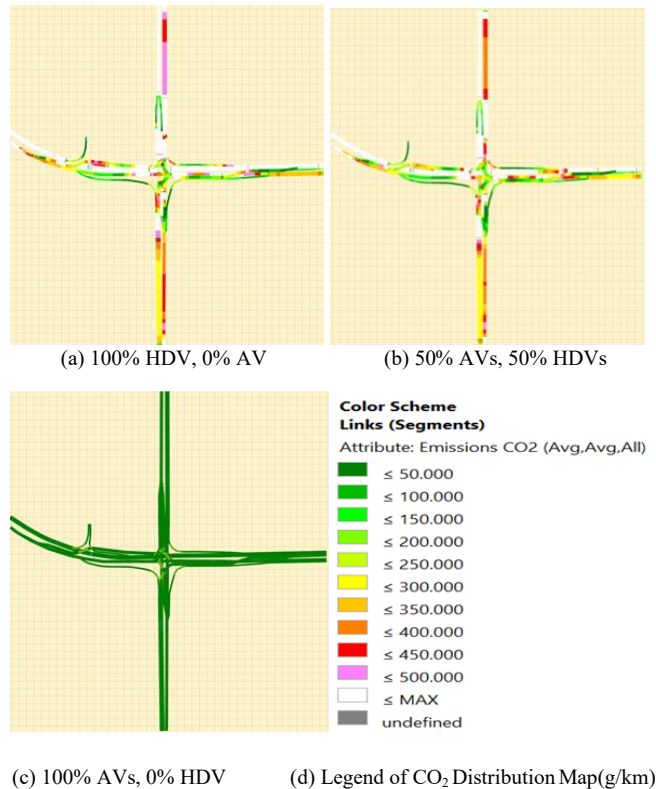 (a) 100% HDV, 0% AV
(b) 50% AVs, 50% HDVs
Color Scheme
Links (Segments)
Attribute: Emissions CO2 (Avg,Avg,All)
≤ 50.000
≤ 100.000
≤ 150.000
≤ 200.000
≤ 250.000
≤ 300.000
≤ 350.000
≤ 400.000
≤ 450.000
≤ 500.000
≤ MAX
undefined
(c) 100% AVs, 0% HDV
(d) Legend of CO₂ Distribution Map(g/km)